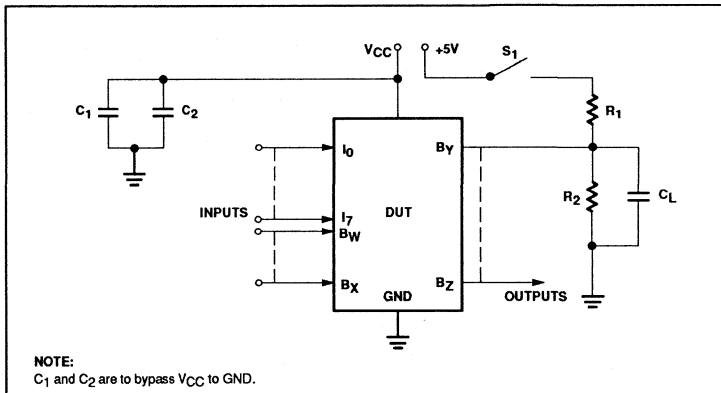 VCC +5V S1
C1 C2 R1
I0 BY
R2 CL
INPUTS I7 DUT
BW
BX BZ
GND OUTPUTS
NOTE:
C1 and C2 are to bypass VCC to GND.